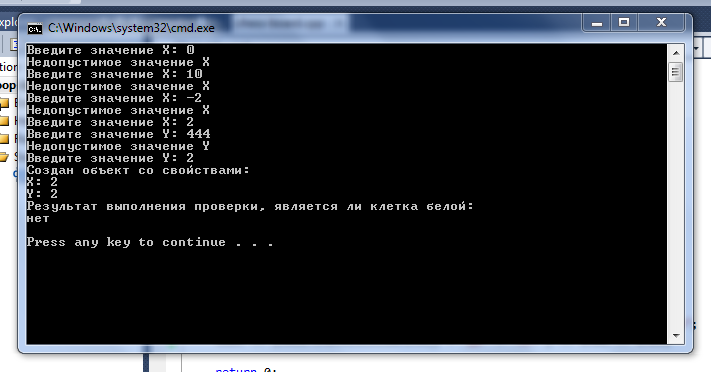 C:\Windows\system32\cmd.exe
Введите значение X: 0
Недопустимое значение X
Введите значение X: 10
Недопустимое значение X
Введите значение X: -2
Недопустимое значение X
Введите значение X: 2
Введите значение Y: 444
Недопустимое значение Y
Введите значение Y: 2
Создан объект со свойствами:
X: 2
Y: 2
Результат выполнения проверки, является ли клетка белой:
нет
Press any key to continue . . .
return 0;